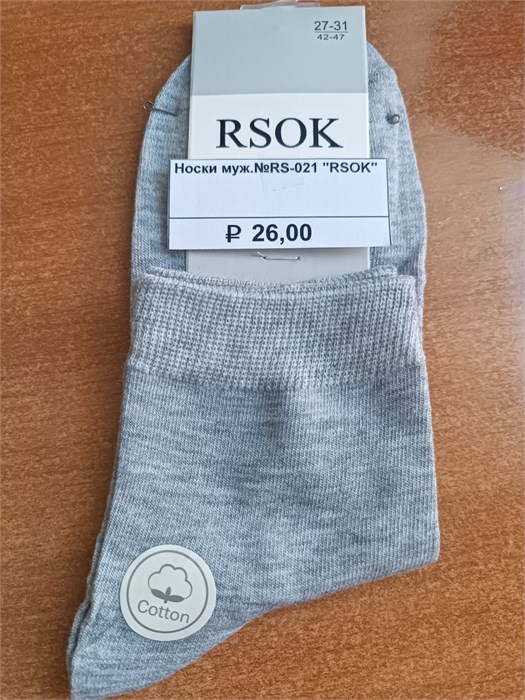 27-31
42-47
RSOK
Носки муж.№RS-021 "RSOK"
₽ 26,00
Cotton